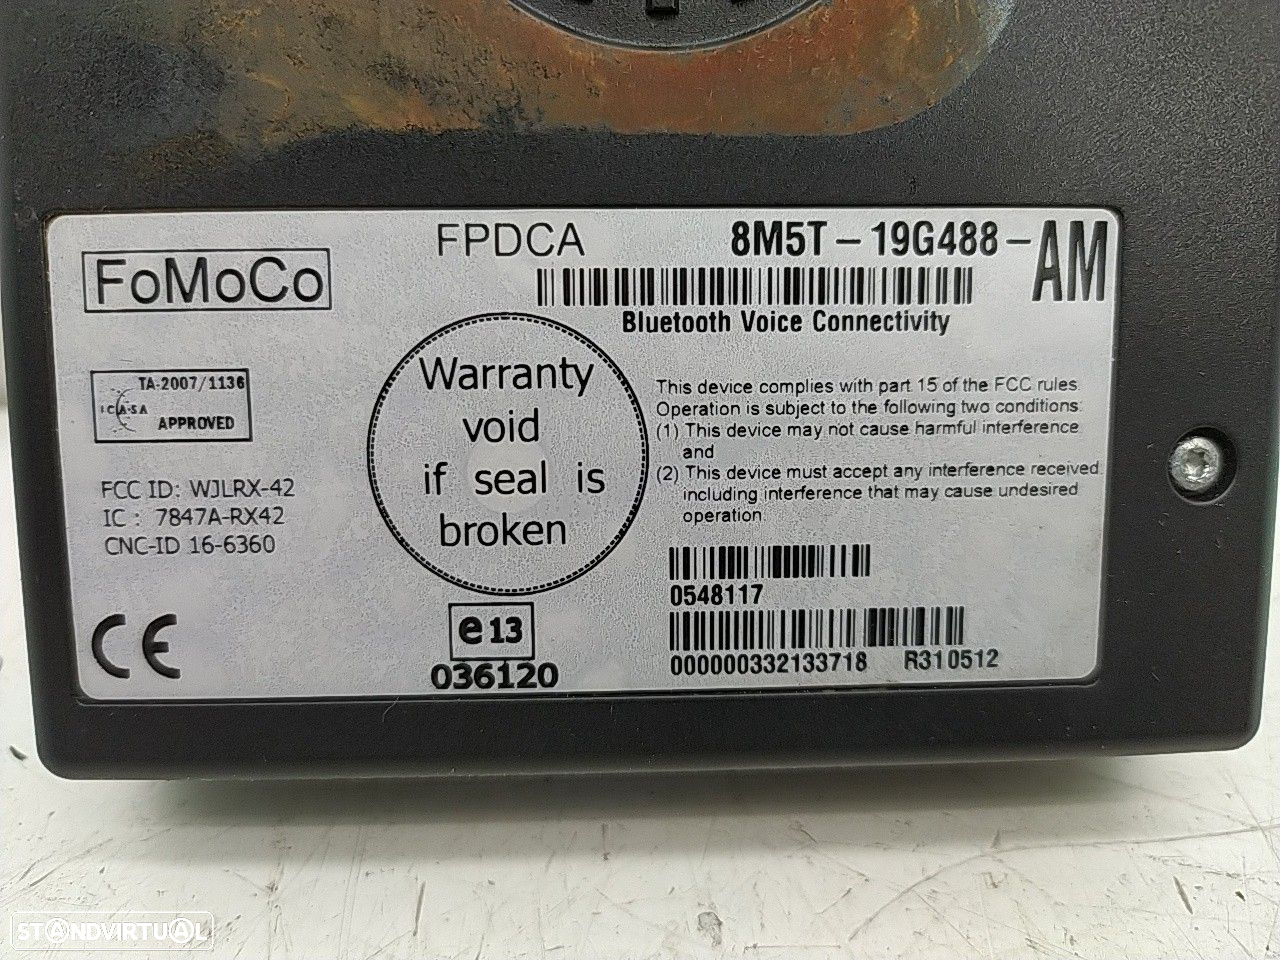 FPDCA 8M5T-19G488-AM
FoMoCo
Bluetooth Voice Connectivity
TA-2007/1136
ICASA
APPROVED
Warranty
void
if seal is
broken
This device complies with part 15 of the FCC rules.
Operation is subject to the following two conditions:
(1) This device may not cause harmful interference
and
(2) This device must accept any interference received
including interference that may cause undesired
operation.
FCC ID: WJLRX-42
IC : 7847A-RX42
CNC-ID 16-6360
0548117
CE
e13
036120
000000332133718 R310512
STANDVIRTUAL